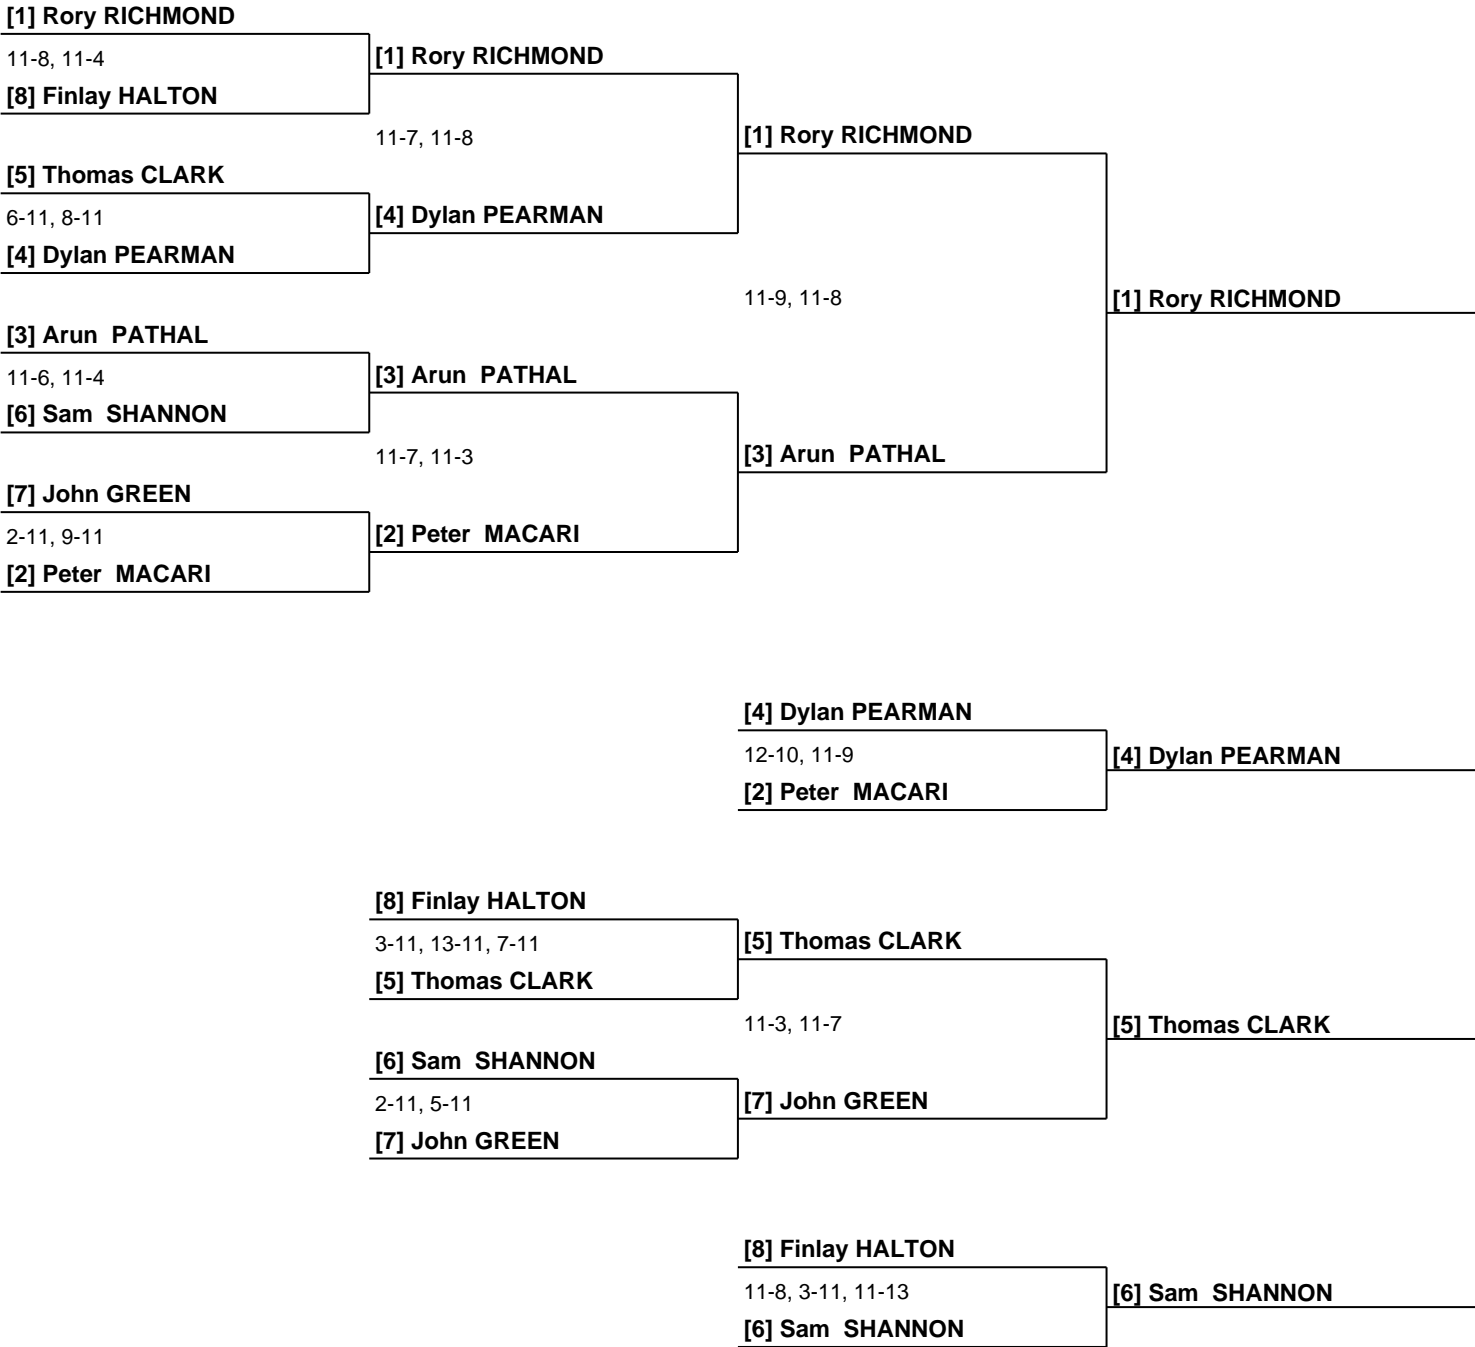 [1] Rory RICHMOND
11-8, 11-4
[1] Rory RICHMOND
[8] Finlay HALTON
11-7, 11-8
[1] Rory RICHMOND
[5] Thomas CLARK
6-11, 8-11
[4] Dylan PEARMAN
[4] Dylan PEARMAN
11-9, 11-8
[1] Rory RICHMOND
[3] Arun  PATHAL
11-6, 11-4
[3] Arun  PATHAL
[6] Sam  SHANNON
11-7, 11-3
[3] Arun  PATHAL
[7] John GREEN
2-11, 9-11
[2] Peter  MACARI
[2] Peter  MACARI
[4] Dylan PEARMAN
12-10, 11-9
[4] Dylan PEARMAN
[2] Peter  MACARI
[8] Finlay HALTON
3-11, 13-11, 7-11
[5] Thomas CLARK
[5] Thomas CLARK
11-3, 11-7
[5] Thomas CLARK
[6] Sam  SHANNON
2-11, 5-11
[7] John GREEN
[7] John GREEN
[8] Finlay HALTON
11-8, 3-11, 11-13
[6] Sam  SHANNON
[6] Sam  SHANNON